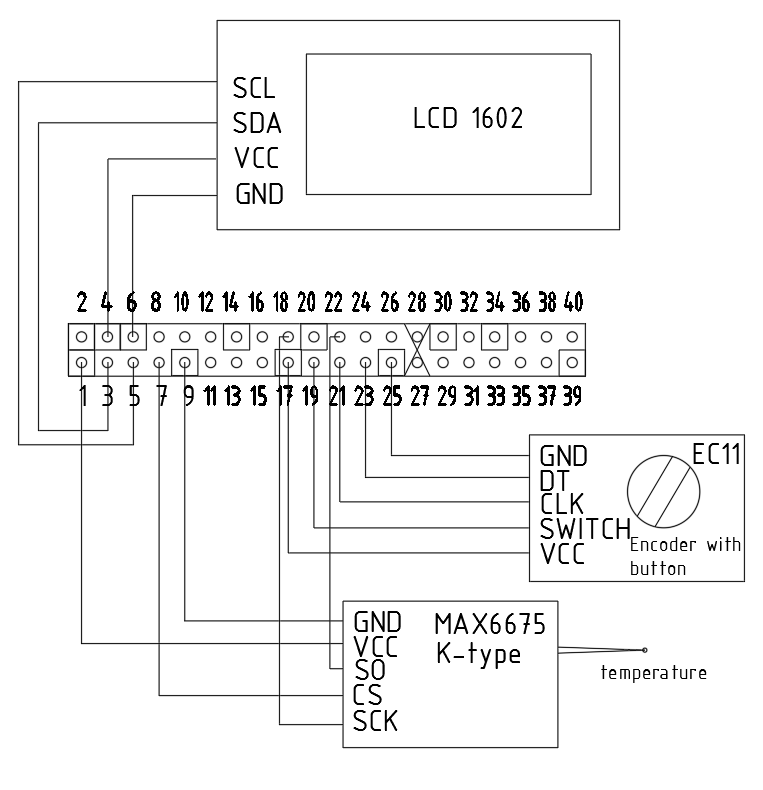 SCL
SDA
VCC
GND
LCD 1602
2 4 6 8 10 12 14 16 18 20 22 24 26 28 30 32 34 36 38 40
1 3 5 7 9 11 13 15 17 19 21 23 25 27 29 31 33 35 37 39
GND
DT
CLK
SWITCH
VCC
EC11
Encoder with
button
GND
VCC
SO
CS
SCK
MAX6675
K-type
temperature